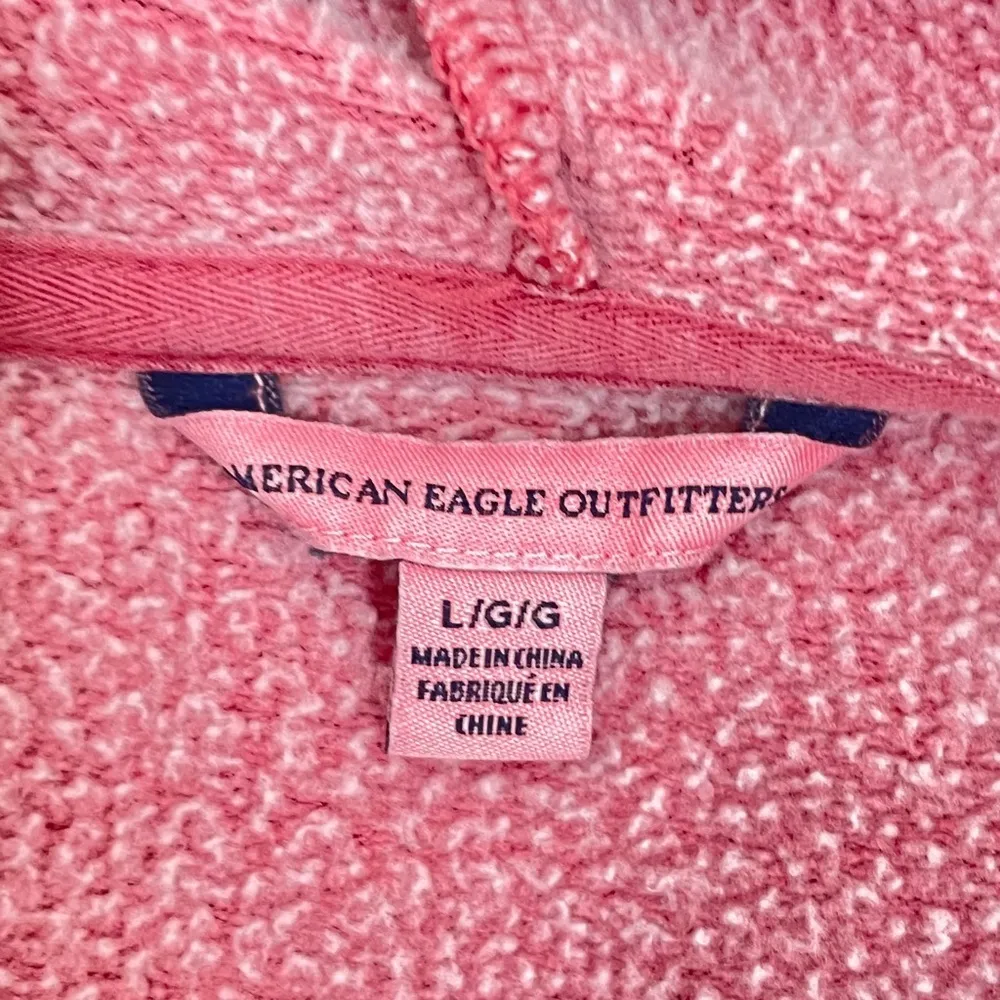 AMERICAN EAGLE OUTFITTERS
L/G/G
MADE IN CHINA
FABRIQUÉ EN
CHINE